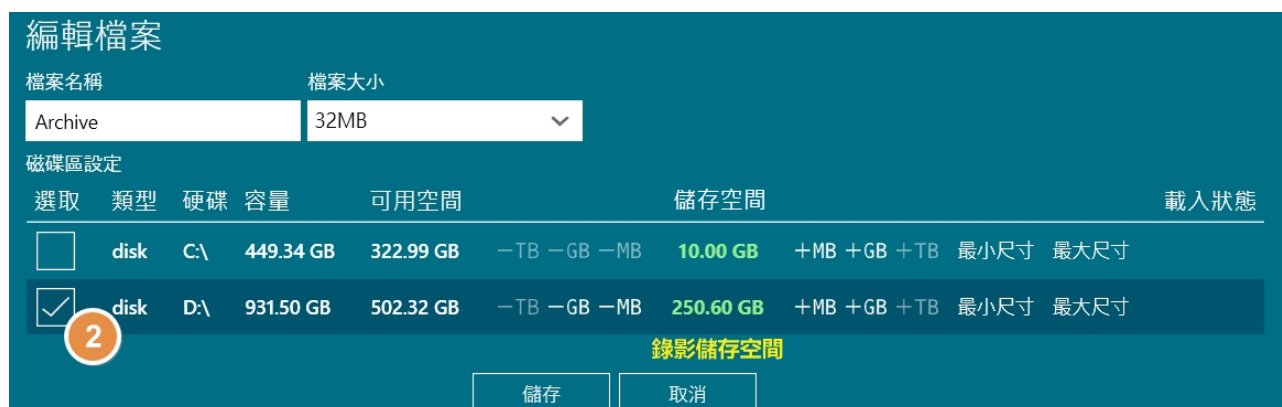 編輯檔案
檔案名稱 檔案大小
Archive 32MB
磁碟區設定
選取 類型 硬碟 容量 可用空間 儲存空間 載入狀態
disk C:\ 449.34 GB 322.99 GB －TB －GB －MB 10.00 GB ＋MB ＋GB ＋TB 最小尺寸 最大尺寸
disk D:\ 931.50 GB 502.32 GB －TB －GB －MB 250.60 GB ＋MB ＋GB ＋TB 最小尺寸 最大尺寸
2
錄影儲存空間
儲存 取消